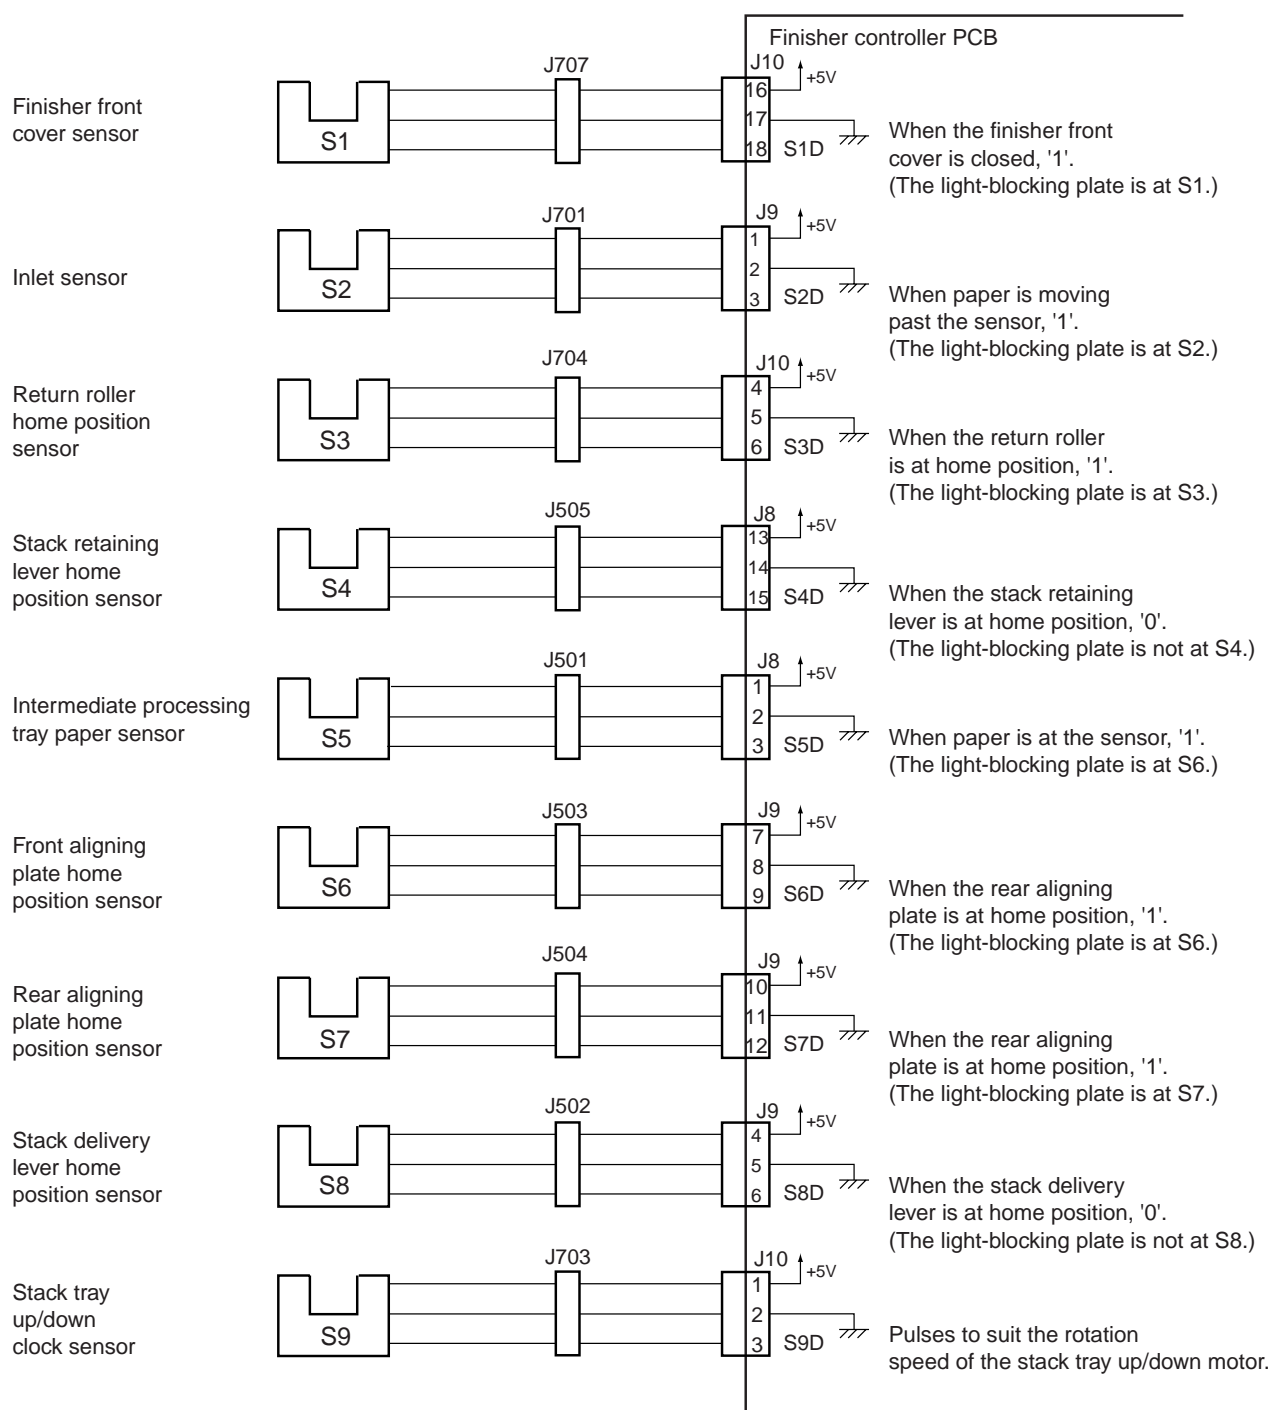 Finisher controller PCB
Finisher front
cover sensor
S1
J707
J10
16
17
18
+5V
S1D
When the finisher front
cover is closed, '1'.
(The light-blocking plate is at S1.)
Inlet sensor
S2
J701
J9
1
2
3
+5V
S2D
When paper is moving
past the sensor, '1'.
(The light-blocking plate is at S2.)
Return roller
home position
sensor
S3
J704
J10
4
5
6
+5V
S3D
When the return roller
is at home position, '1'.
(The light-blocking plate is at S3.)
Stack retaining
lever home
position sensor
S4
J505
J8
13
14
15
+5V
S4D
When the stack retaining
lever is at home position, '0'.
(The light-blocking plate is not at S4.)
Intermediate processing
tray paper sensor
S5
J501
J8
1
2
3
+5V
S5D
When paper is at the sensor, '1'.
(The light-blocking plate is at S6.)
Front aligning
plate home
position sensor
S6
J503
J9
7
8
9
+5V
S6D
When the rear aligning
plate is at home position, '1'.
(The light-blocking plate is at S6.)
Rear aligning
plate home
position sensor
S7
J504
J9
10
11
12
+5V
S7D
When the rear aligning
plate is at home position, '1'.
(The light-blocking plate is at S7.)
Stack delivery
lever home
position sensor
S8
J502
J9
4
5
6
+5V
S8D
When the stack delivery
lever is at home position, '0'.
(The light-blocking plate is not at S8.)
Stack tray
up/down
clock sensor
S9
J703
J10
1
2
3
+5V
S9D
Pulses to suit the rotation
speed of the stack tray up/down motor.